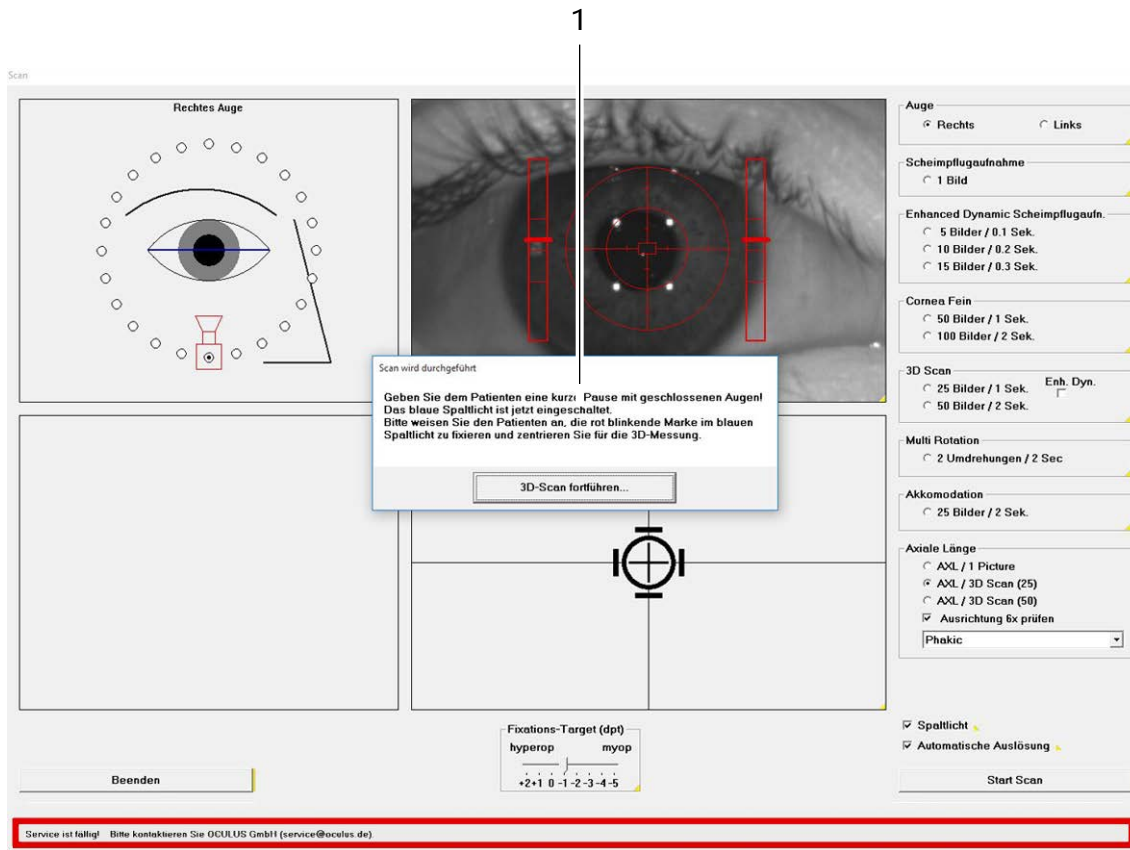 1
Scan
Rechtes Auge
Scan wird durchgeführt
Geben Sie dem Patienten eine kurze Pause mit geschlossenen Augen!
Das blaue Spaltlicht ist jetzt eingeschaltet.
Bitte weisen Sie den Patienten an, die rot blinkende Marke im blauen
Spaltlicht zu fixieren und zentrieren Sie für die 3D-Messung.
3D-Scan fortführen...
Fixations-Target (dpt)
hyperop myop
+2+1 0 -1 -2 -3 -4 -5
Beenden
Auge
Rechts Links
Scheimpflugaufnahme
1 Bild
Enhanced Dynamic Scheimpflugaufn.
5 Bilder / 0.1 Sek.
10 Bilder / 0.2 Sek.
15 Bilder / 0.3 Sek.
Cornea Fein
50 Bilder / 1 Sek.
100 Bilder / 2 Sek.
3D Scan
25 Bilder / 1 Sek. Enh. Dyn.
50 Bilder / 2 Sek.
Multi Rotation
2 Umdrehungen / 2 Sec
Akkomodation
25 Bilder / 2 Sek.
Axiale Länge
AXL / 1 Picture
AXL / 3D Scan (25)
AXL / 3D Scan (50)
Ausrichtung 6x prüfen
Phakic
Spaltlicht
Automatische Auslösung
Start Scan
Service ist fällig! Bitte kontaktieren Sie OCULUS GmbH (service@oculus.de).